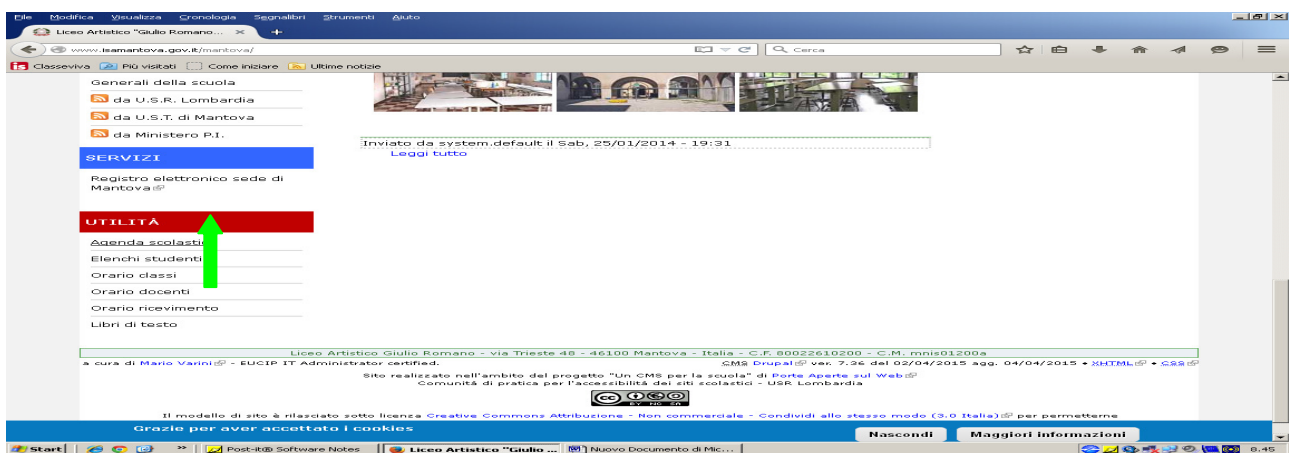 File Modifica Visualizza Cronologia Segnalibri Strumenti Aiuto
Liceo Artistico "Giulio Romano...
www.isamantova.gov.it/mantova/ Cerca
Classeviva Più visitati Come iniziare Ultime notizie
Generali della scuola
da U.S.R. Lombardia
da U.S.T. di Mantova
da Ministero P.I.
SERVIZI
Registro elettronico sede di
Mantova
UTILITÀ
Agenda scolasti
Elenchi studenti
Orario classi
Orario docenti
Orario ricevimento
Libri di testo
Inviato da system.default il Sab, 25/01/2014 - 19:31
Leggi tutto
Liceo Artistico Giulio Romano - via Trieste 48 - 46100 Mantova - Italia - C.F. 80022610200 - C.M. mnis01200a
a cura di Mario Varini - EUCIP IT Administrator certified. CMS Drupal ver. 7.36 del 02/04/2015 agg. 04/04/2015 • XHTML • CSS
Sito realizzato nell'ambito del progetto "Un CMS per la scuola" di Porte Aperte sul Web
Comunità di pratica per l'accessibilità dei siti scolastici - USR Lombardia
cc BY NC SA
Il modello di sito è rilasciato sotto licenza Creative Commons Attribuzione - Non commerciale - Condividi allo stesso modo (3.0 Italia) per permetterne
Grazie per aver accettato i cookies Nascondi Maggiori informazioni
Start Post-it® Software Notes Liceo Artistico "Giulio ... Nuovo Documento di Mic... 8.45